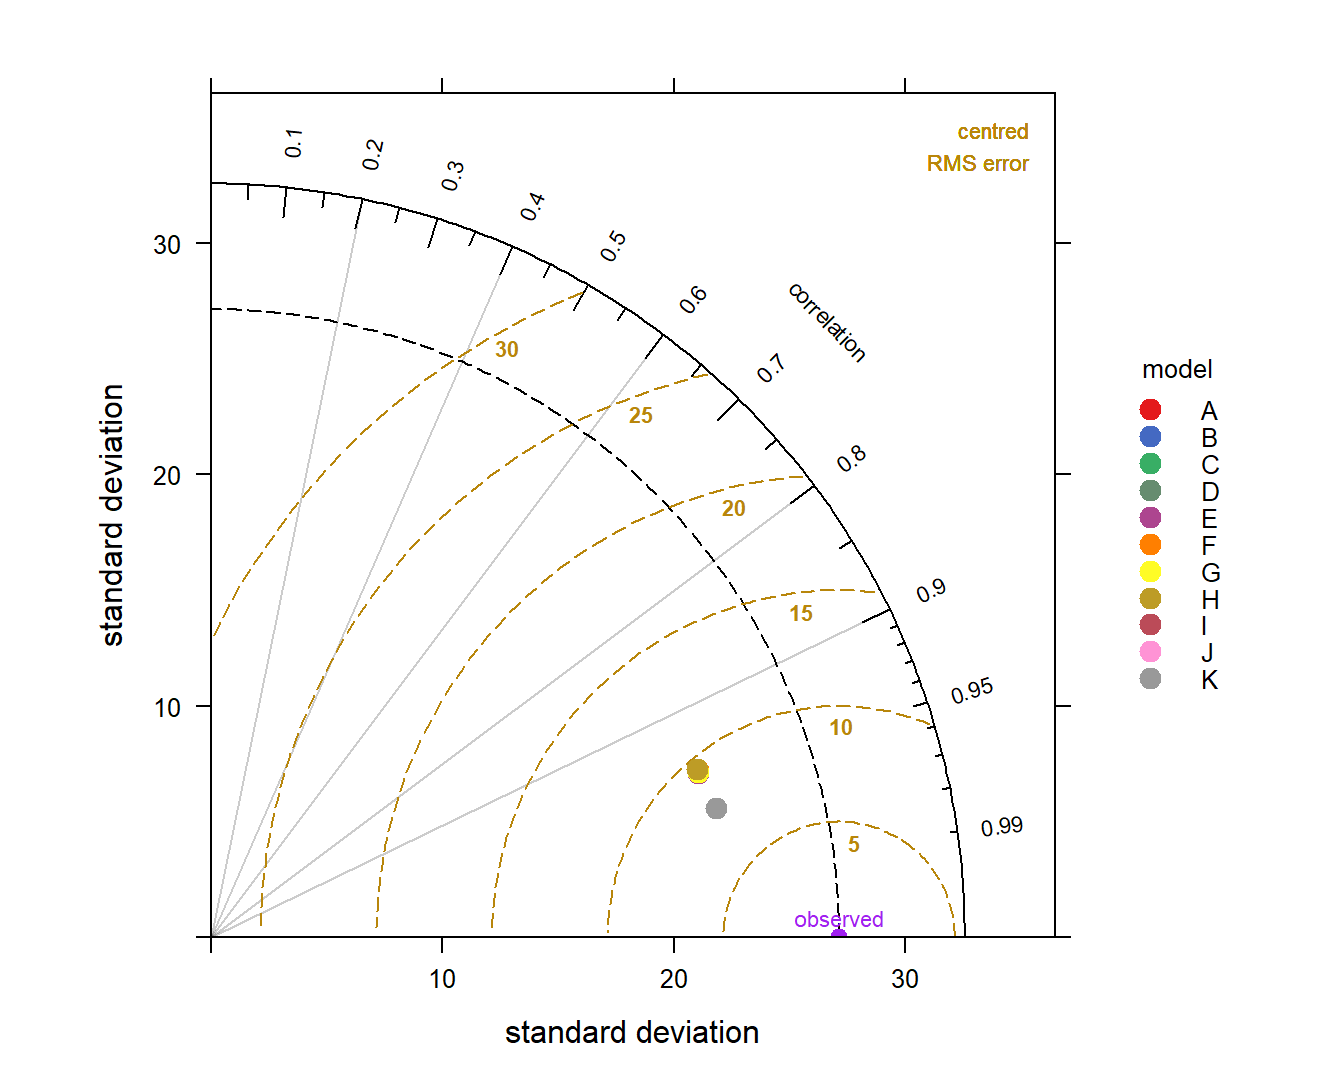 centred
RMS error
0.1
0.2
0.3
0.4
0.5
0.6
0.7
0.8
0.9
0.95
0.99
correlation
30
20
10
standard deviation
30
25
20
15
10
5
observed
10
20
30
standard deviation
model
A
B
C
D
E
F
G
H
I
J
K